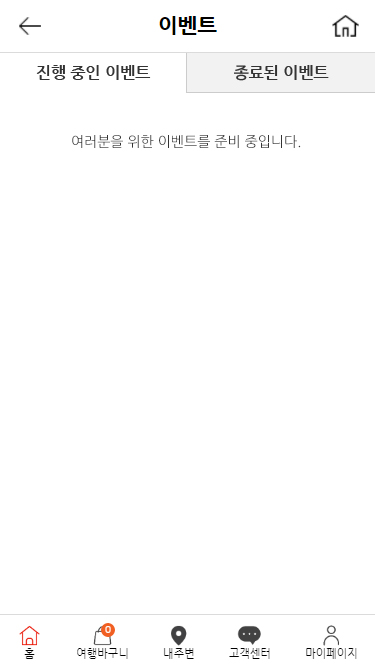 이벤트
진행 중인 이벤트 종료된 이벤트
여러분을 위한 이벤트를 준비 중입니다.
0
홈 여행바구니 내주변 고객센터 마이페이지